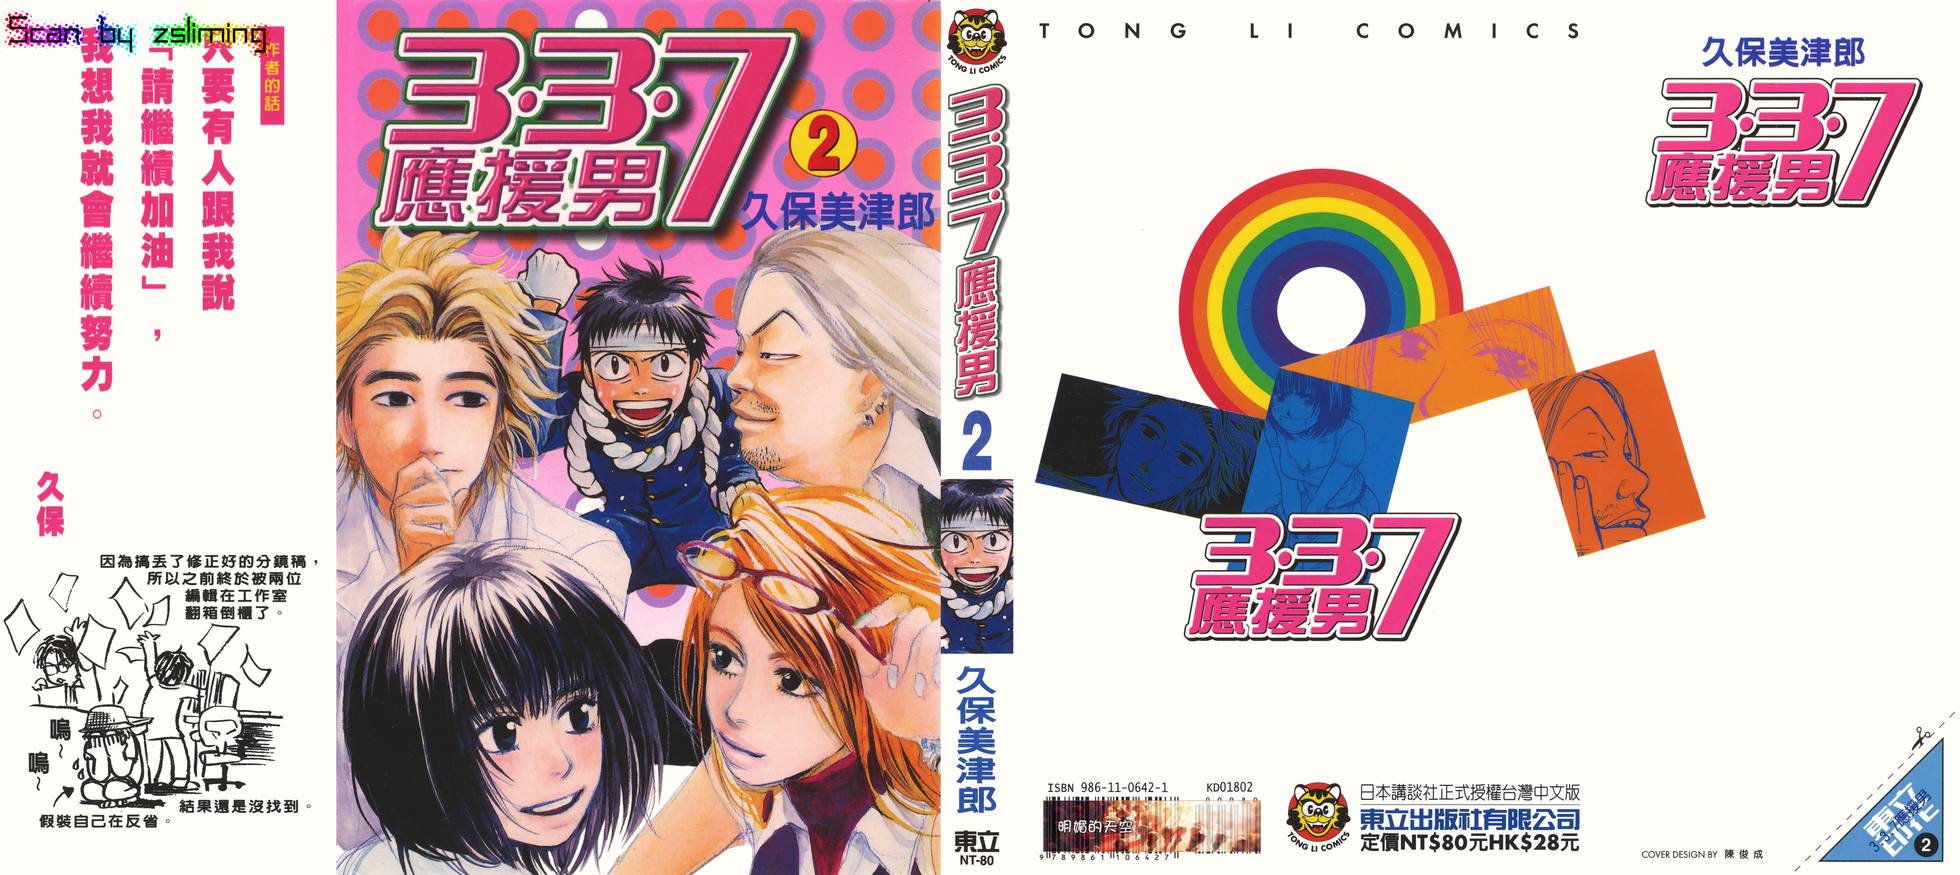 Scan by zsliming
作者的話
只要有人跟我說
「請繼續加油」，
我想我就會繼續努力。
久保
因為搞丟了修正好的分鏡稿，
所以之前終於被兩位
編輯在工作室
翻箱倒櫃了。
嗚~
嗚~
結果還是沒找到。
假裝自己在反省。
3·3·7
應援男
2
久保美津郎
TONG LI COMICS
3·3·7應援男
2
久保美津郎
東立
NT-80
TONG LI COMICS
久保美津郎
3·3·7
應援男
3·3·7
應援男
ISBN 986-11-0642-1 KD01802
明媚的天空
9789861106427
TONG LI COMICS
日本講談社正式授權台灣中文版
東立出版社有限公司
定價NT$80元HK$28元
COVER DESIGN BY 陳俊成
東立
3·3·7應援男
2